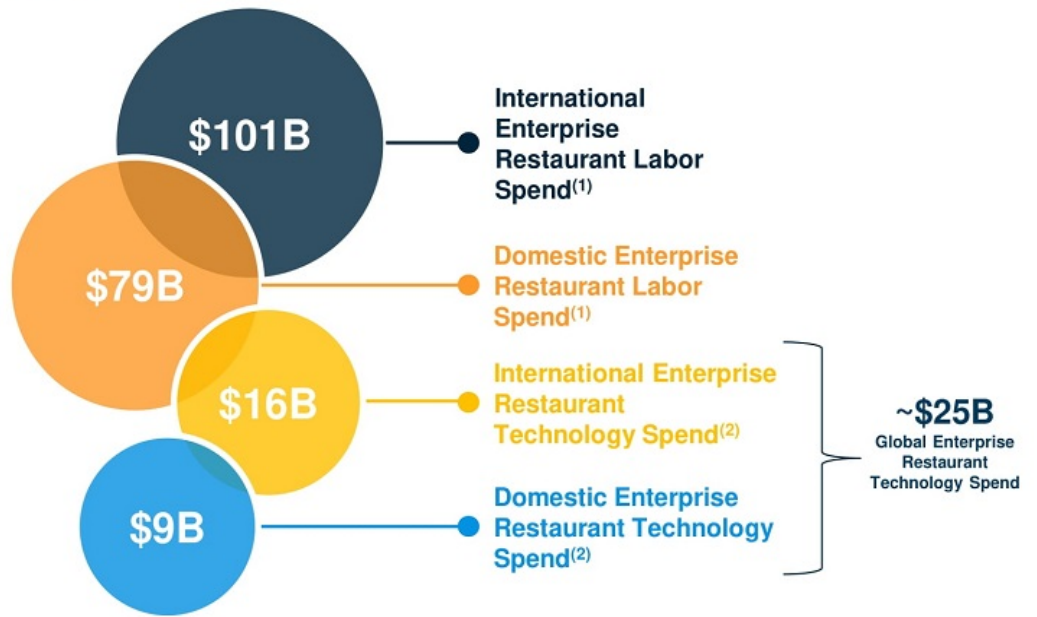 $101B
International
Enterprise
Restaurant Labor
Spend(1)
$79B
Domestic Enterprise
Restaurant Labor
Spend(1)
$16B
International Enterprise
Restaurant
Technology Spend(2)
~$25B
Global Enterprise
Restaurant
Technology Spend
$9B
Domestic Enterprise
Restaurant Technology
Spend(2)